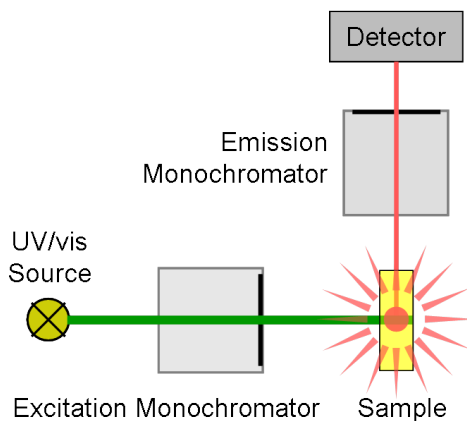 Detector
Emission
Monochromator
UV/vis
Source
Excitation Monochromator
Sample